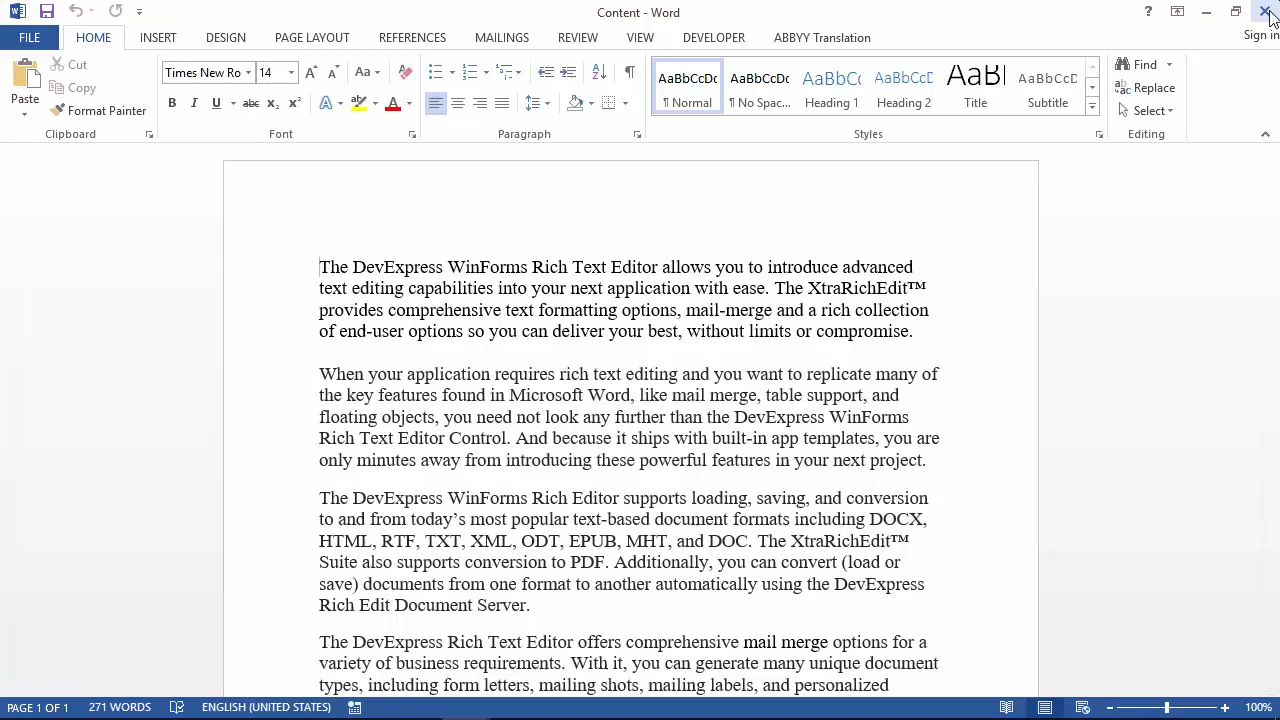 Content - Word
Sign in
FILE HOME INSERT DESIGN PAGE LAYOUT REFERENCES MAILINGS REVIEW VIEW DEVELOPER ABBYY Translation
Paste
Cut
Copy
Format Painter
Clipboard
Times New Ro 14
Font
Paragraph
AaBbCcDc AaBbCcDc AaBbCc AaBbCcD AaB AaBbCcD
¶ Normal ¶ No Spac... Heading 1 Heading 2 Title Subtitle
Styles
Find
Replace
Select
Editing
The DevExpress WinForms Rich Text Editor allows you to introduce advanced
text editing capabilities into your next application with ease. The XtraRichEdit™
provides comprehensive text formatting options, mail-merge and a rich collection
of end-user options so you can deliver your best, without limits or compromise.
When your application requires rich text editing and you want to replicate many of
the key features found in Microsoft Word, like mail merge, table support, and
floating objects, you need not look any further than the DevExpress WinForms
Rich Text Editor Control. And because it ships with built-in app templates, you are
only minutes away from introducing these powerful features in your next project.
The DevExpress WinForms Rich Editor supports loading, saving, and conversion
to and from today’s most popular text-based document formats including DOCX,
HTML, RTF, TXT, XML, ODT, EPUB, MHT, and DOC. The XtraRichEdit™
Suite also supports conversion to PDF. Additionally, you can convert (load or
save) documents from one format to another automatically using the DevExpress
Rich Edit Document Server.
The DevExpress Rich Text Editor offers comprehensive mail merge options for a
variety of business requirements. With it, you can generate many unique document
types, including form letters, mailing shots, mailing labels, and personalized
PAGE 1 OF 1 271 WORDS ENGLISH (UNITED STATES) 100%